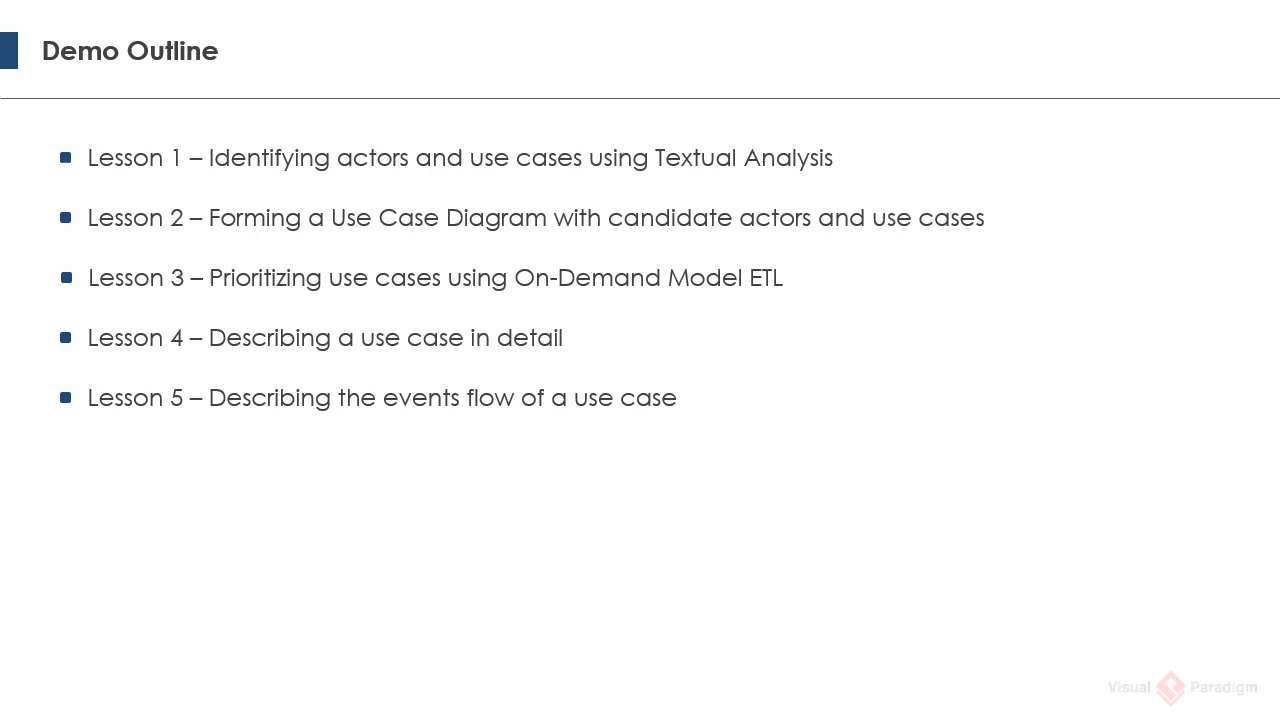 Demo Outline
Lesson 1 – Identifying actors and use cases using Textual Analysis
Lesson 2 – Forming a Use Case Diagram with candidate actors and use cases
Lesson 3 – Prioritizing use cases using On-Demand Model ETL
Lesson 4 – Describing a use case in detail
Lesson 5 – Describing the events flow of a use case
Visual Paradigm